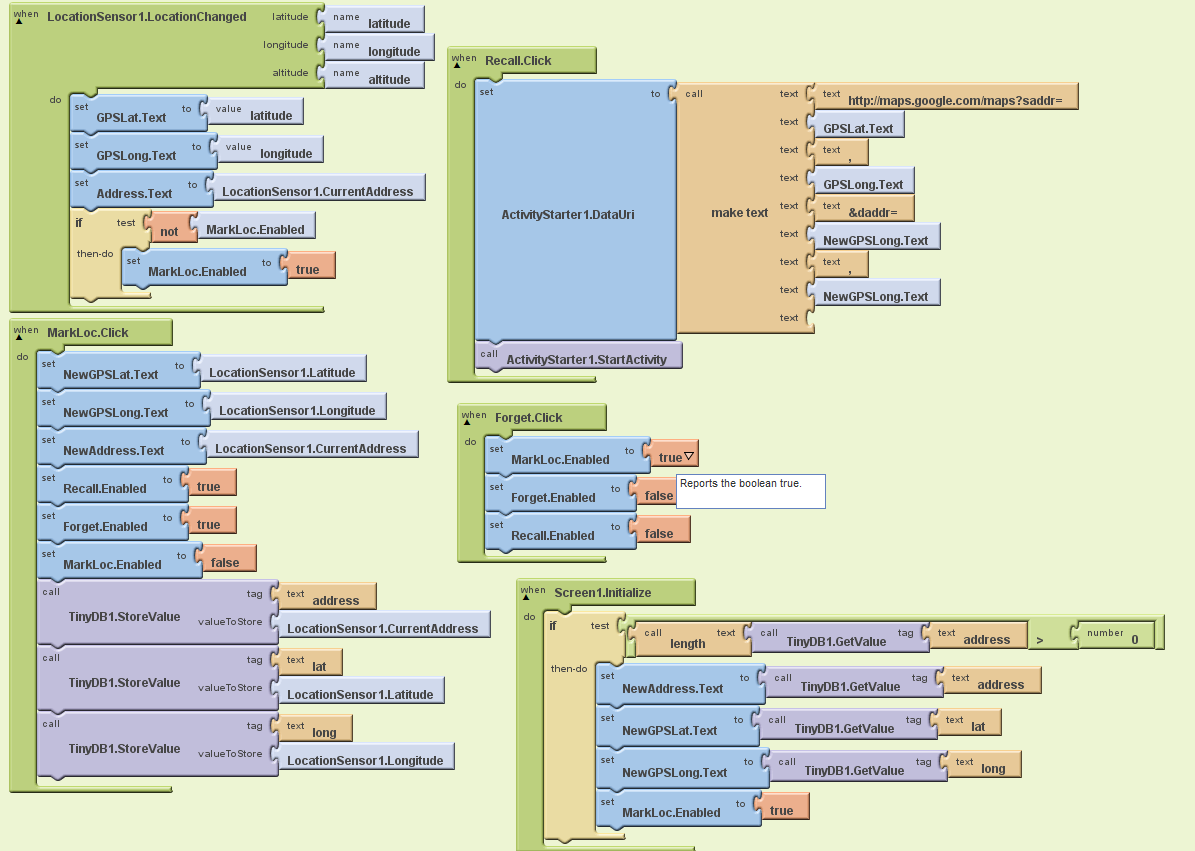 when LocationSensor1.LocationChanged latitude name latitude
longitude name longitude
altitude name altitude
do
set GPSLat.Text to value latitude
set GPSLong.Text to value longitude
set Address.Text to LocationSensor1.CurrentAddress
if test not MarkLoc.Enabled
then-do set MarkLoc.Enabled to true
when MarkLoc.Click
do
set NewGPSLat.Text to LocationSensor1.Latitude
set NewGPSLong.Text to LocationSensor1.Longitude
set NewAddress.Text to LocationSensor1.CurrentAddress
set Recall.Enabled to true
set Forget.Enabled to true
set MarkLoc.Enabled to false
call TinyDB1.StoreValue tag text address
valueToStore LocationSensor1.CurrentAddress
call TinyDB1.StoreValue tag text lat
valueToStore LocationSensor1.Latitude
call TinyDB1.StoreValue tag text long
valueToStore LocationSensor1.Longitude
when Recall.Click
do
set ActivityStarter1.DataUri to call make text text text http://maps.google.com/maps?saddr=
text GPSLat.Text
text text ,
text GPSLong.Text
text text &daddr=
text NewGPSLong.Text
text text ,
text NewGPSLong.Text
text
call ActivityStarter1.StartActivity
when Forget.Click
do
set MarkLoc.Enabled to true
set Forget.Enabled to false
Reports the boolean true.
set Recall.Enabled to false
when Screen1.Initialize
do
if test call length text call TinyDB1.GetValue tag text address > number 0
then-do
set NewAddress.Text to call TinyDB1.GetValue tag text address
set NewGPSLat.Text to call TinyDB1.GetValue tag text lat
set NewGPSLong.Text to call TinyDB1.GetValue tag text long
set MarkLoc.Enabled to true